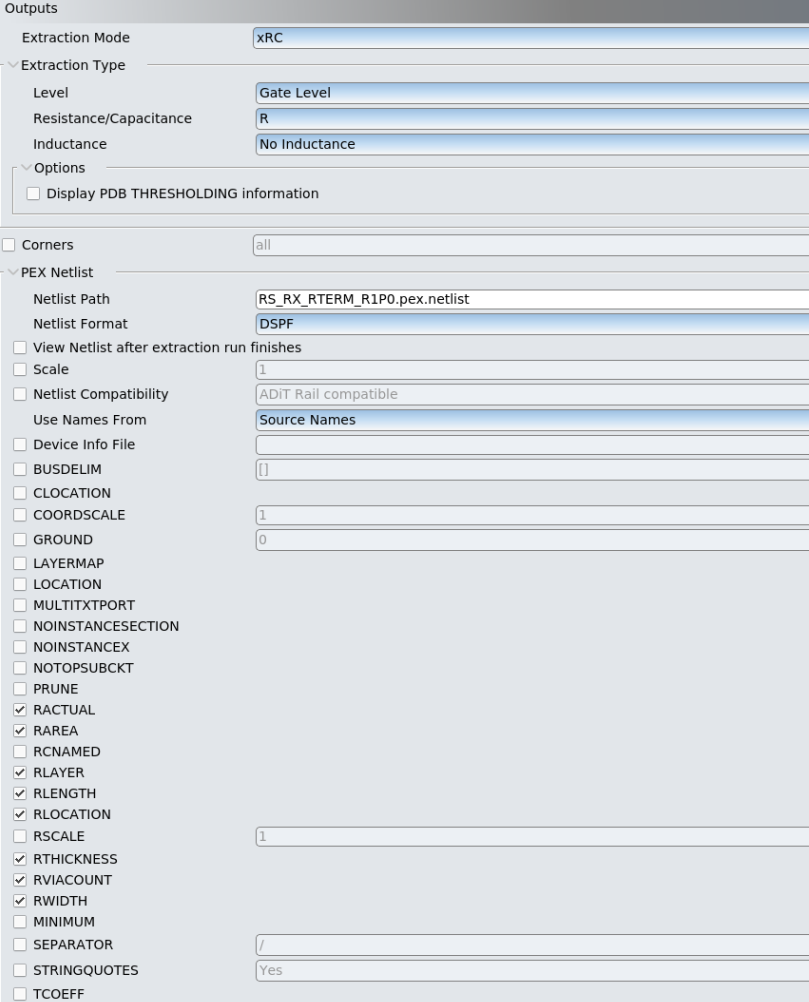 Outputs
Extraction Mode xRC
Extraction Type
Level Gate Level
Resistance/Capacitance R
Inductance No Inductance
Options
Display PDB THRESHOLDING information
Corners all
PEX Netlist
Netlist Path RS_RX_RTERM_R1P0.pex.netlist
Netlist Format DSPF
View Netlist after extraction run finishes
Scale 1
Netlist Compatibility ADiT Rail compatible
Use Names From Source Names
Device Info File
BUSDELIM []
CLOCATION
COORDSCALE 1
GROUND 0
LAYERMAP
LOCATION
MULTITXTPORT
NOINSTANCESECTION
NOINSTANCEX
NOTOPSUBCKT
PRUNE
RACTUAL
RAREA
RCNAMED
RLAYER
RLENGTH
RLOCATION
RSCALE 1
RTHICKNESS
RVIACOUNT
RWIDTH
MINIMUM
SEPARATOR /
STRINGQUOTES Yes
TCOEFF